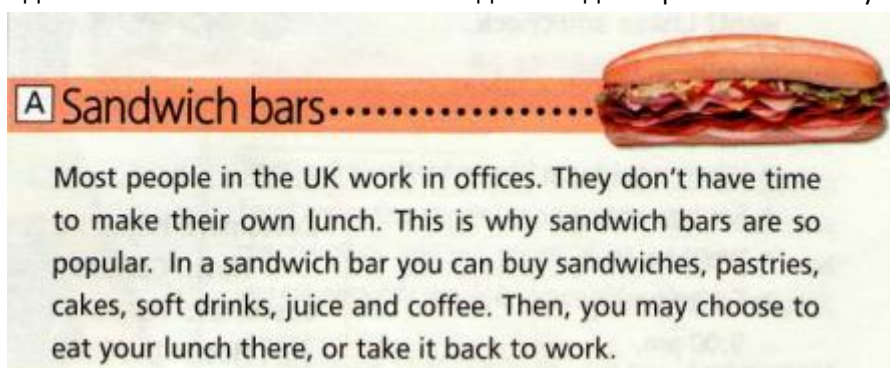 A Sandwich bars
Most people in the UK work in offices. They don't have time
to make their own lunch. This is why sandwich bars are so
popular. In a sandwich bar you can buy sandwiches, pastries,
cakes, soft drinks, juice and coffee. Then, you may choose to
eat your lunch there, or take it back to work.